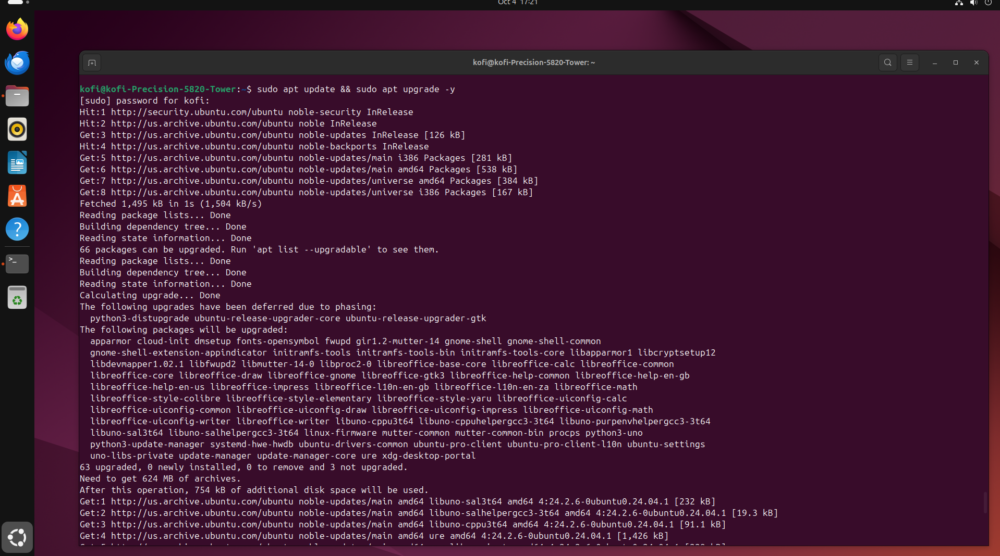 Oct 4 17:21
kofi@kofi-Precision-5820-Tower: ~
kofi@kofi-Precision-5820-Tower:~$ sudo apt update && sudo apt upgrade -y
[sudo] password for kofi:
Hit:1 http://security.ubuntu.com/ubuntu noble-security InRelease
Hit:2 http://us.archive.ubuntu.com/ubuntu noble InRelease
Get:3 http://us.archive.ubuntu.com/ubuntu noble-updates InRelease [126 kB]
Hit:4 http://us.archive.ubuntu.com/ubuntu noble-backports InRelease
Get:5 http://us.archive.ubuntu.com/ubuntu noble-updates/main i386 Packages [281 kB]
Get:6 http://us.archive.ubuntu.com/ubuntu noble-updates/main amd64 Packages [538 kB]
Get:7 http://us.archive.ubuntu.com/ubuntu noble-updates/universe amd64 Packages [384 kB]
Get:8 http://us.archive.ubuntu.com/ubuntu noble-updates/universe i386 Packages [167 kB]
Fetched 1,495 kB in 1s (1,504 kB/s)
Reading package lists... Done
Building dependency tree... Done
Reading state information... Done
66 packages can be upgraded. Run 'apt list --upgradable' to see them.
Reading package lists... Done
Building dependency tree... Done
Reading state information... Done
Calculating upgrade... Done
The following upgrades have been deferred due to phasing:
  python3-distupgrade ubuntu-release-upgrader-core ubuntu-release-upgrader-gtk
The following packages will be upgraded:
  apparmor cloud-init dmsetup fonts-opensymbol fwupd gir1.2-mutter-14 gnome-shell gnome-shell-common
  gnome-shell-extension-appindicator initramfs-tools initramfs-tools-bin initramfs-tools-core libapparmor1 libcryptsetup12
  libdevmapper1.02.1 libfwupd2 libmutter-14-0 libproc2-0 libreoffice-base-core libreoffice-calc libreoffice-common
  libreoffice-core libreoffice-draw libreoffice-gnome libreoffice-gtk3 libreoffice-help-common libreoffice-help-en-gb
  libreoffice-help-en-us libreoffice-impress libreoffice-l10n-en-gb libreoffice-l10n-en-za libreoffice-math
  libreoffice-style-colibre libreoffice-style-elementary libreoffice-style-yaru libreoffice-uiconfig-calc
  libreoffice-uiconfig-common libreoffice-uiconfig-draw libreoffice-uiconfig-impress libreoffice-uiconfig-math
  libreoffice-uiconfig-writer libreoffice-writer libuno-cppu3t64 libuno-cppuhelpergcc3-3t64 libuno-purpenvhelpergcc3-3t64
  libuno-sal3t64 libuno-salhelpergcc3-3t64 linux-firmware mutter-common mutter-common-bin procps python3-uno
  python3-update-manager systemd-hwe-hwdb ubuntu-drivers-common ubuntu-pro-client ubuntu-pro-client-l10n ubuntu-settings
  uno-libs-private update-manager update-manager-core ure xdg-desktop-portal
63 upgraded, 0 newly installed, 0 to remove and 3 not upgraded.
Need to get 624 MB of archives.
After this operation, 754 kB of additional disk space will be used.
Get:1 http://us.archive.ubuntu.com/ubuntu noble-updates/main amd64 libuno-sal3t64 amd64 4:24.2.6-0ubuntu0.24.04.1 [232 kB]
Get:2 http://us.archive.ubuntu.com/ubuntu noble-updates/main amd64 libuno-salhelpergcc3-3t64 amd64 4:24.2.6-0ubuntu0.24.04.1 [19.3 kB]
Get:3 http://us.archive.ubuntu.com/ubuntu noble-updates/main amd64 libuno-cppu3t64 amd64 4:24.2.6-0ubuntu0.24.04.1 [91.1 kB]
Get:4 http://us.archive.ubuntu.com/ubuntu noble-updates/main amd64 ure amd64 4:24.2.6-0ubuntu0.24.04.1 [1,426 kB]